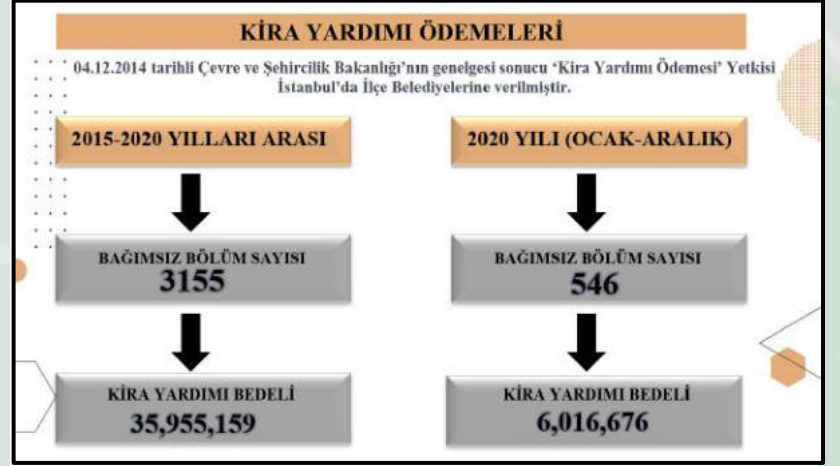 KİRA YARDIMI ÖDEMELERİ
04.12.2014 tarihli Çevre ve Şehircilik Bakanlığı’nın genelgesi sonucu ‘Kira Yardımı Ödemesi’ Yetkisi
İstanbul’da İlçe Belediyelerine verilmiştir.
2015-2020 YILLARI ARASI
BAĞIMSIZ BÖLÜM SAYISI
3155
KİRA YARDIMI BEDELİ
35,955,159
2020 YILI (OCAK-ARALIK)
BAĞIMSIZ BÖLÜM SAYISI
546
KİRA YARDIMI BEDELİ
6,016,676